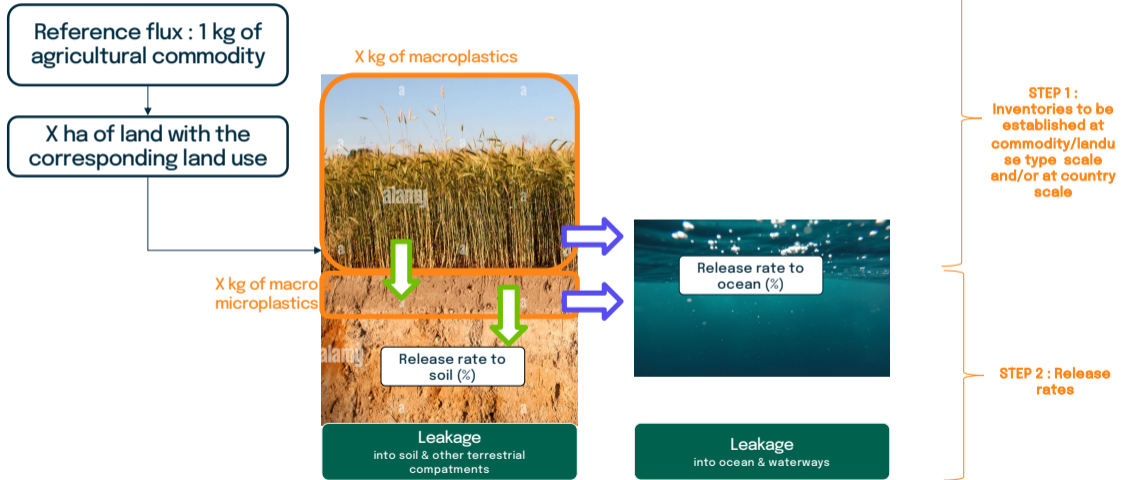 Reference flux : 1 kg of
agricultural commodity
X ha of land with the
corresponding land use
X kg of macroplastics
a
a
a
alamy
a
a
a
a
X kg of macro
microplastics
a
a
alamy
Release rate to
soil (%)
a
Leakage
into soil & other terrestrial
compatments
Release rate to
ocean (%)
Leakage
into ocean & waterways
STEP 1 :
Inventories to be
established at
commodity/landu
se type scale
and/or at country
scale
STEP 2 : Release
rates